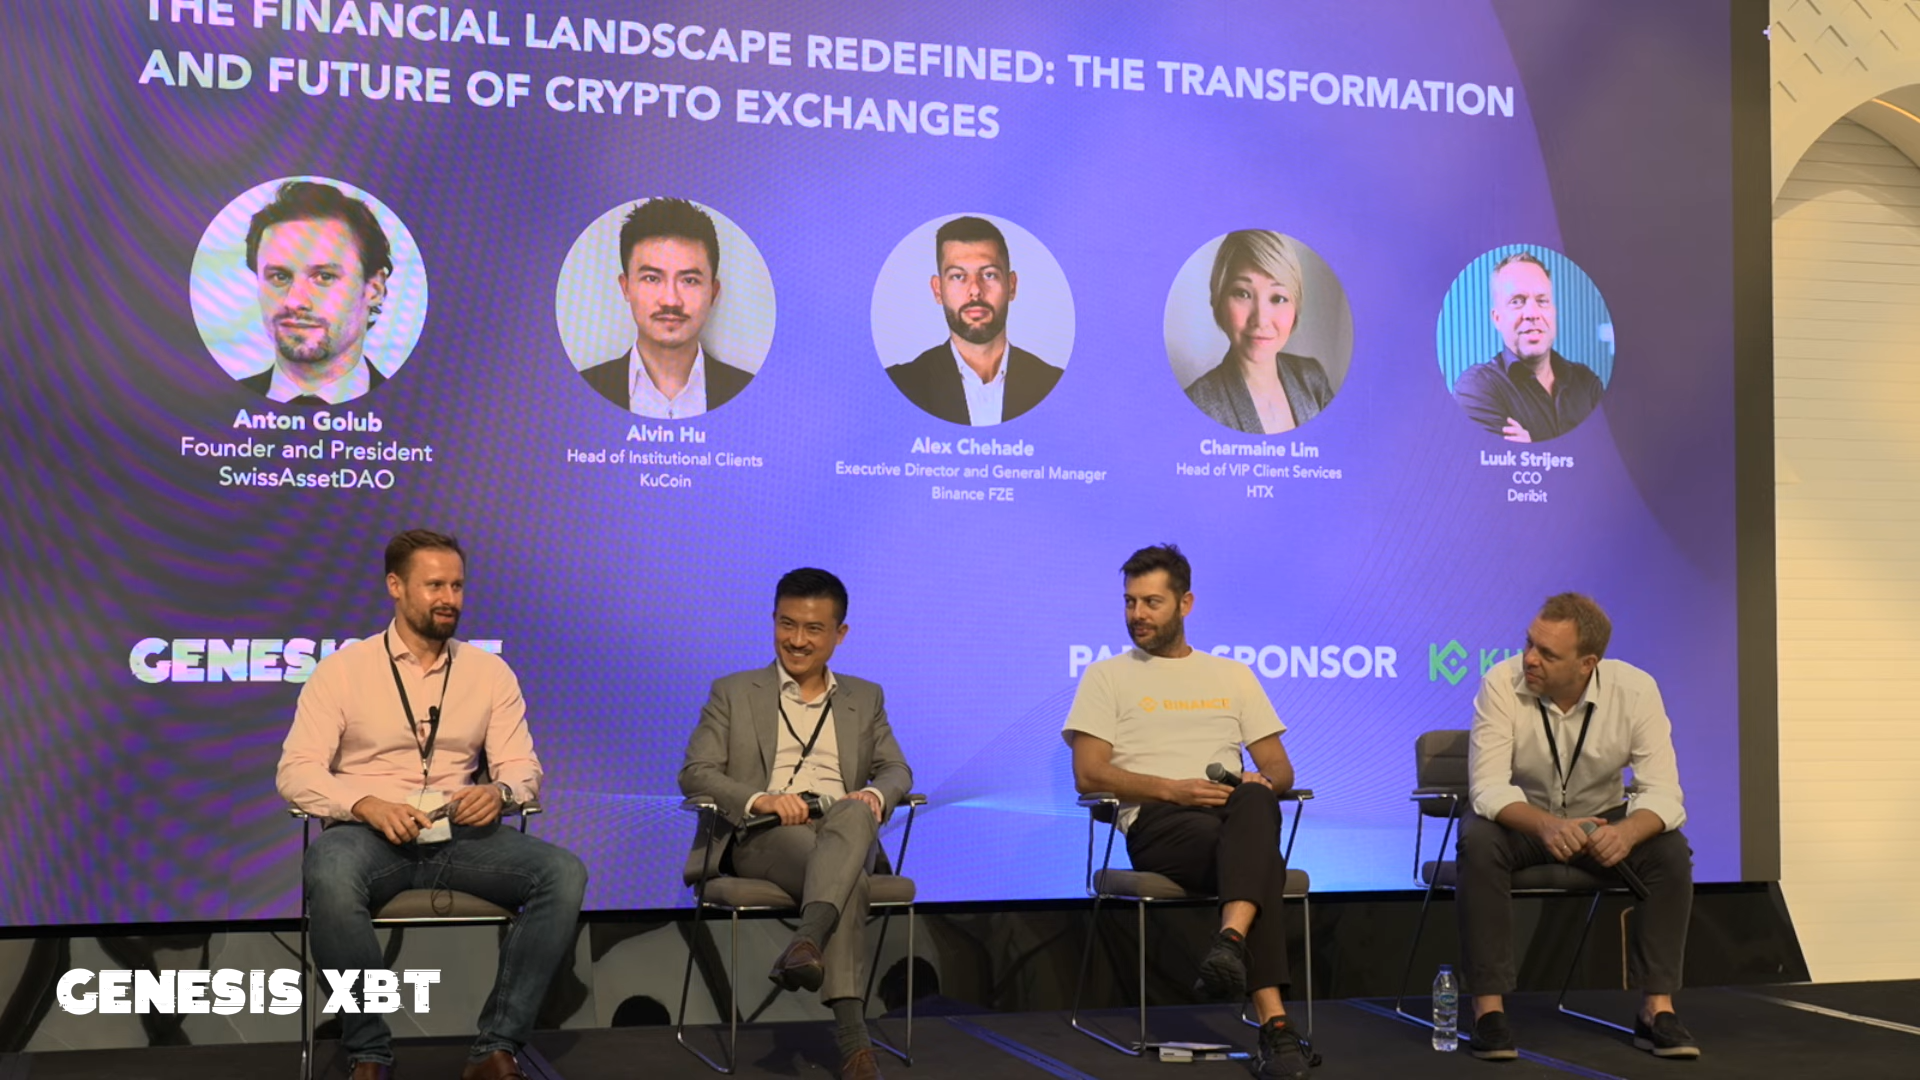 THE FINANCIAL LANDSCAPE REDEFINED: THE TRANSFORMATION
AND FUTURE OF CRYPTO EXCHANGES
Anton Golub
Founder and President
SwissAssetDAO
Alvin Hu
Head of Institutional Clients
KuCoin
Alex Chehade
Executive Director and General Manager
Binance FZE
Charmaine Lim
Head of VIP Client Services
HTX
Luuk Strijers
CCO
Deribit
SPONSOR
BINANCE
GENESIS XBT